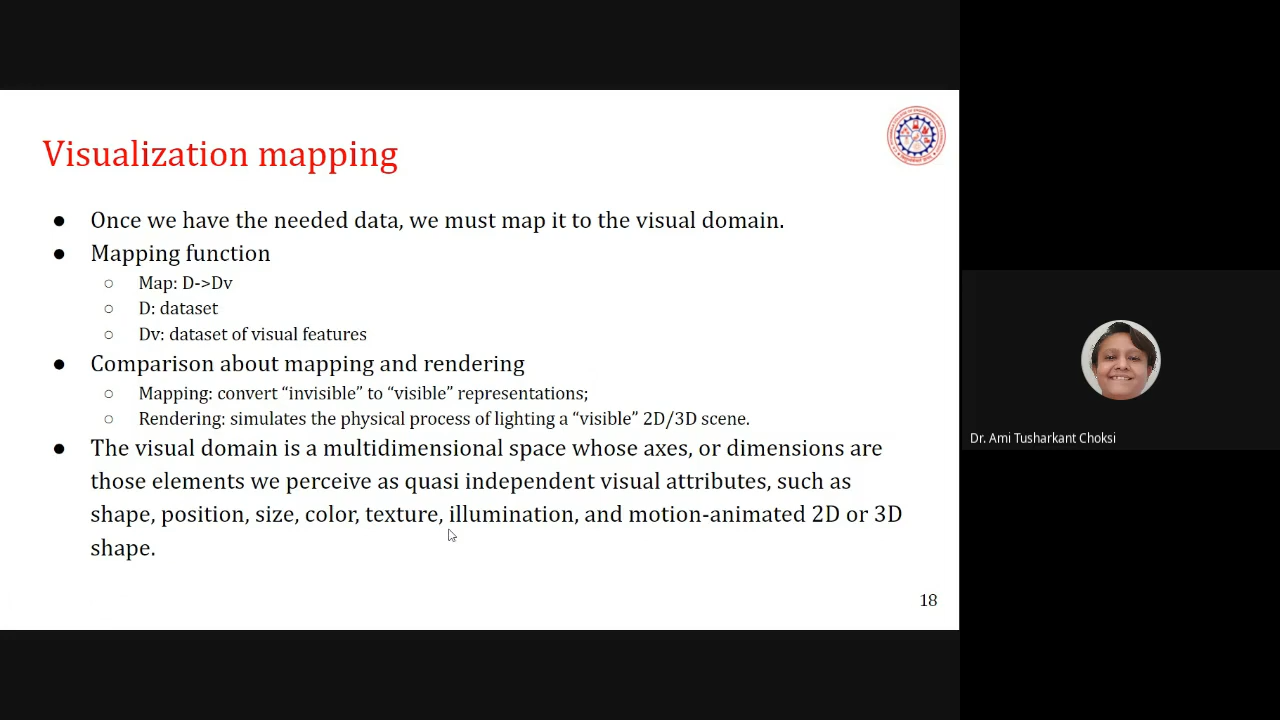 Visualization mapping
● Once we have the needed data, we must map it to the visual domain.
● Mapping function
○ Map: D->Dv
○ D: dataset
○ Dv: dataset of visual features
● Comparison about mapping and rendering
○ Mapping: convert “invisible” to “visible” representations;
○ Rendering: simulates the physical process of lighting a “visible” 2D/3D scene.
● The visual domain is a multidimensional space whose axes, or dimensions are
those elements we perceive as quasi independent visual attributes, such as
shape, position, size, color, texture, illumination, and motion-animated 2D or 3D
shape.
18
Dr. Ami Tusharkant Choksi